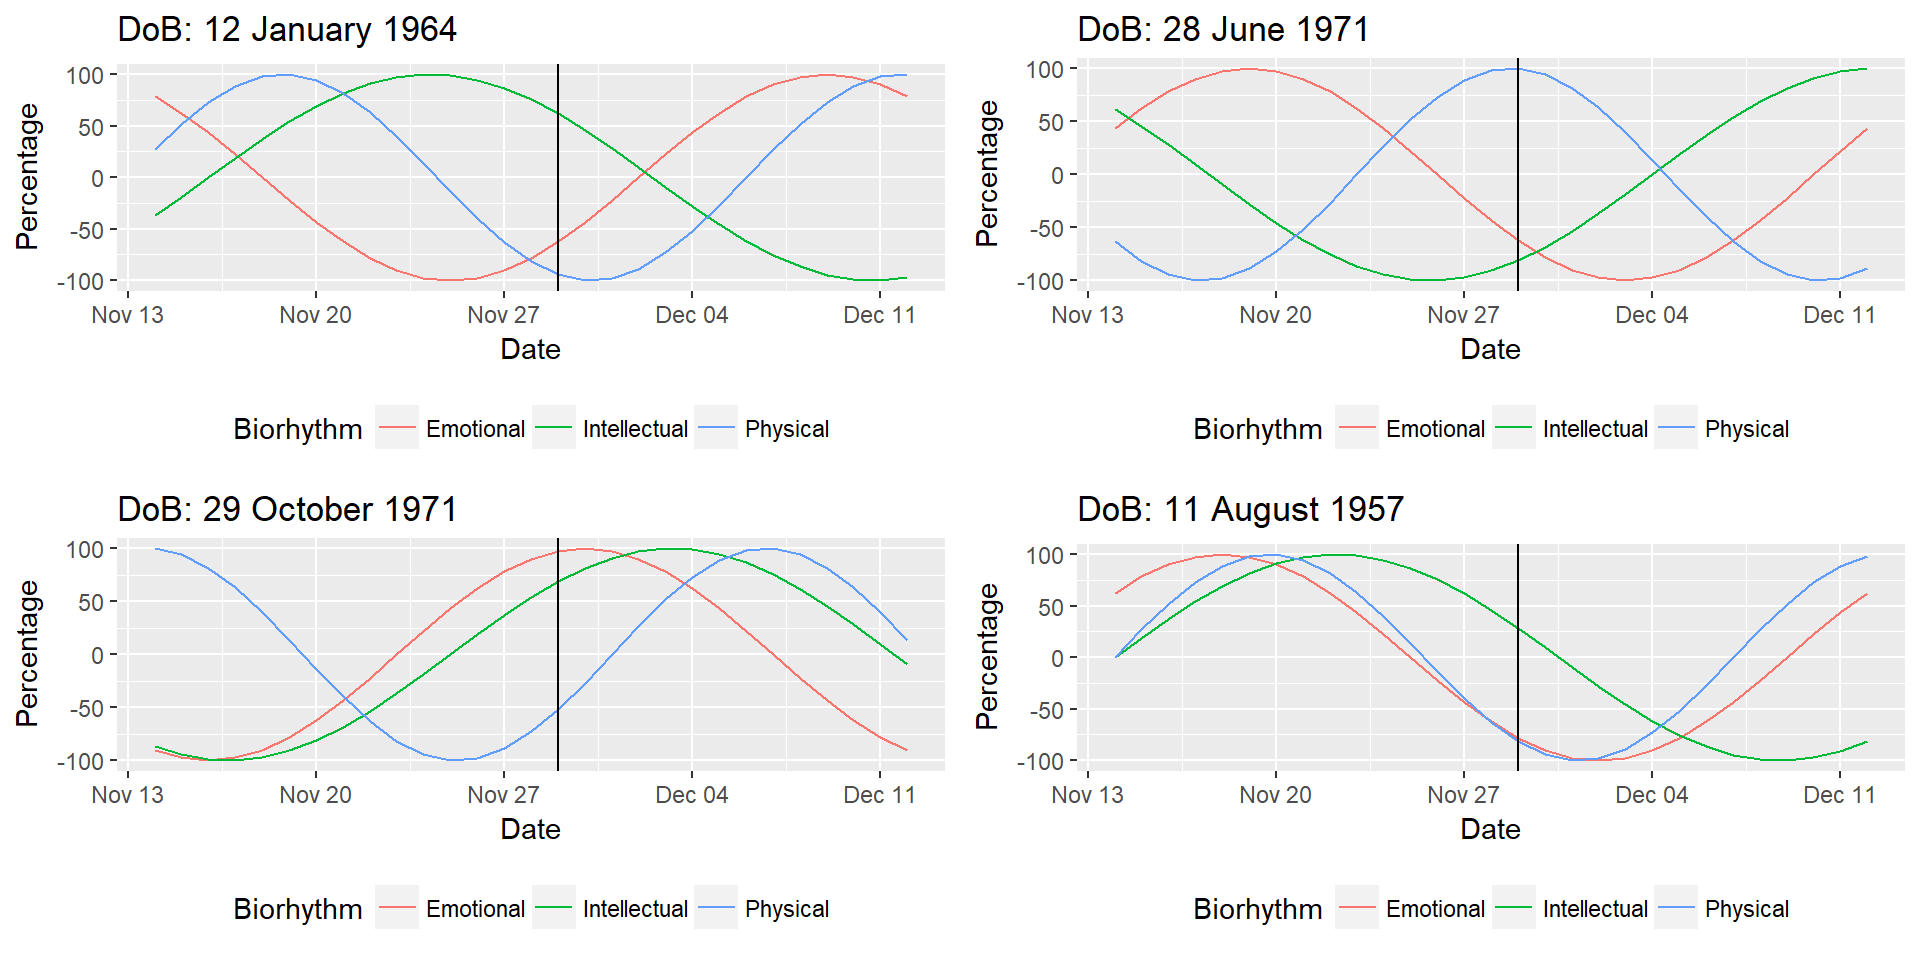 DoB: 12 January 1964
Percentage
100
50
0
-50
-100
Nov 13 Nov 20 Nov 27 Dec 04 Dec 11
Date
Biorhythm Emotional Intellectual Physical
DoB: 28 June 1971
Percentage
100
50
0
-50
-100
Nov 13 Nov 20 Nov 27 Dec 04 Dec 11
Date
Biorhythm Emotional Intellectual Physical
DoB: 29 October 1971
Percentage
100
50
0
-50
-100
Nov 13 Nov 20 Nov 27 Dec 04 Dec 11
Date
Biorhythm Emotional Intellectual Physical
DoB: 11 August 1957
Percentage
100
50
0
-50
-100
Nov 13 Nov 20 Nov 27 Dec 04 Dec 11
Date
Biorhythm Emotional Intellectual Physical